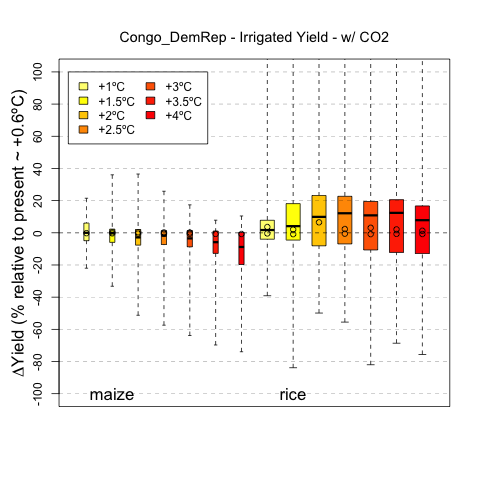 Congo_DemRep - Irrigated Yield - w/ CO2
ΔYield (% relative to present ~ +0.6ºC)
100
80
60
40
20
0
-20
-40
-60
-80
-100
+1ºC
+1.5ºC
+2ºC
+2.5ºC
+3ºC
+3.5ºC
+4ºC
maize
rice